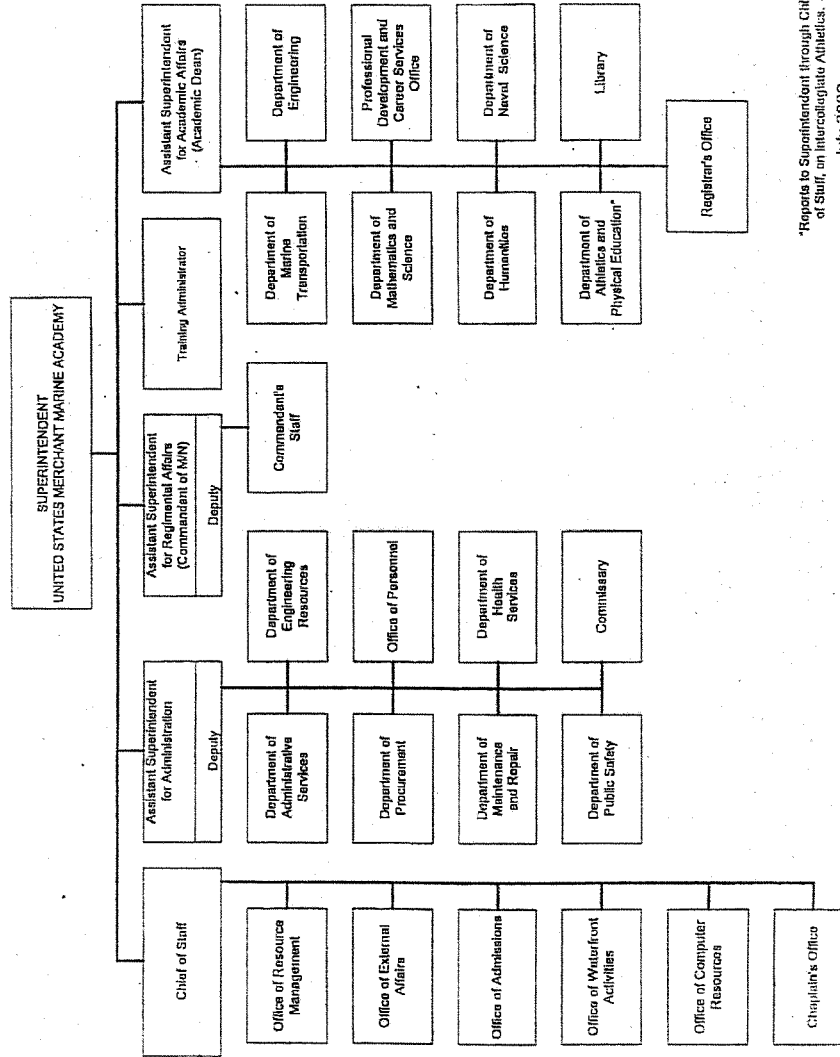 SUPERINTENDENT
UNITED STATES MERCHANT MARINE ACADEMY
Chief of Staff
Office of Resource
Management
Office of External
Affairs
Office of Admissions
Office of Waterfront
Activities
Office of Computer
Resources
Chaplain's Office
Assistant Superintendent
for Administration
Deputy
Department of
Administrative
Services
Department of
Engineering
Resources
Department of
Procurement
Office of Personnel
Department of
Maintenance
and Repair
Department of
Health
Services
Department of
Public Safety
Commissary
Assistant Superintendent
for Regimental Affairs
(Commandant of M/N)
Deputy
Commandant's
Staff
Training Administrator
Assistant Superintendent
for Academic Affairs
(Academic Dean)
Department of
Marine
Transportation
Department of
Engineering
Department of
Mathematics and
Science
Professional
Development and
Career Services
Office
Department of
Humanities
Department of
Naval Science
Department of
Athletics and
Physical Education*
Library
Registrar's Office
*Reports to Superintendent through
of Staff, on Intercollegiate Athletics.